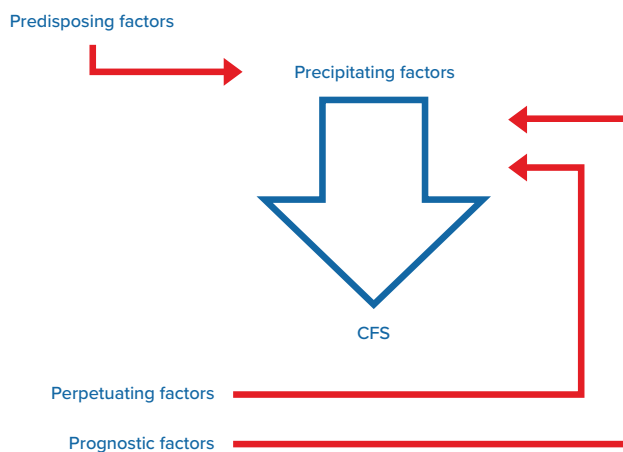 Predisposing factors
Precipitating factors
CFS
Perpetuating factors
Prognostic factors